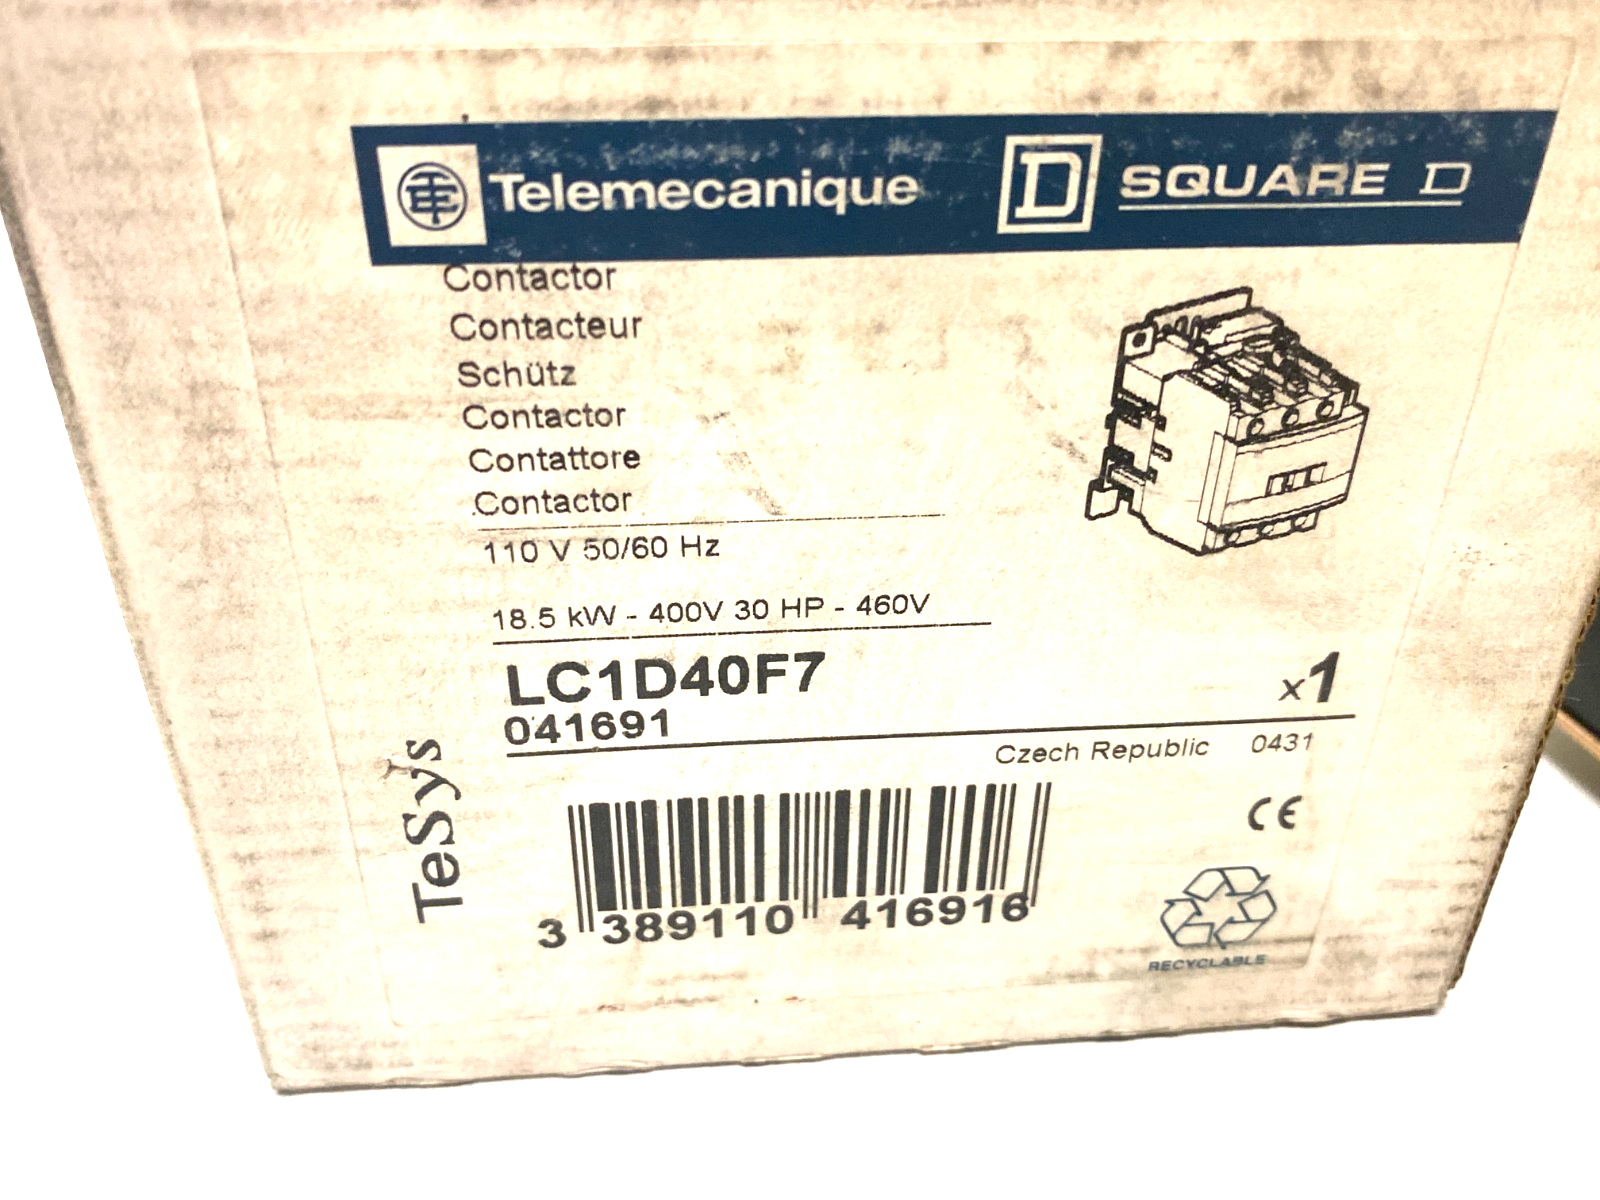 Telemecanique D SQUARE D
Contactor
Contacteur
Schütz
Contactor
Contattore
Contactor
110 V 50/60 Hz
18.5 kW - 400V 30 HP - 460V
LC1D40F7
041691
x1
Czech Republic 0431
TeSys
CE
3 389110 416916
RECYCLABLE